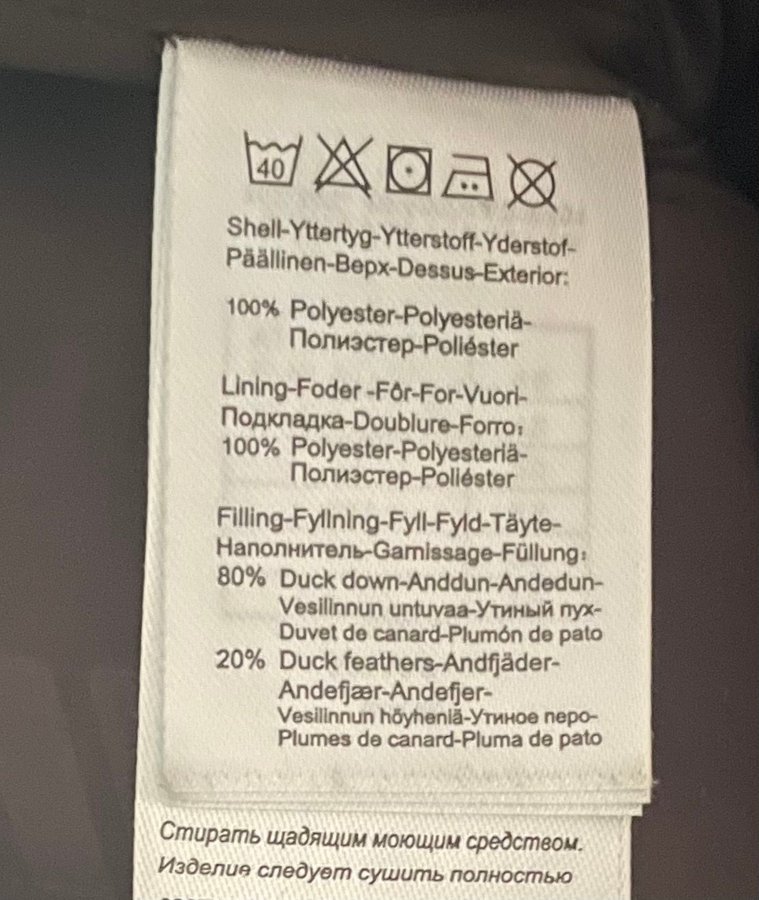 40
Shell-Yttertyg-Ytterstoff-Yderstof-
Päällinen-Верх-Dessus-Exterior:
100% Polyester-Polyesteriä-
Полиэстер-Poliéster
Lining-Foder -Fôr-For-Vuori-
Подкладка-Doublure-Forro:
100% Polyester-Polyesteriä-
Полиэстер-Poliéster
Filling-Fyllning-Fyll-Fyld-Täyte-
Наполнитель-Garnissage-Füllung:
80% Duck down-Anddun-Andedun-
Vesilinnun untuvaa-Утиный пух-
Duvet de canard-Plumón de pato
20% Duck feathers-Andfjäder-
Andefjær-Andefjer-
Vesilinnun höyheniä-Утиное перо-
Plumes de canard-Pluma de pato
Стирать щадящим моющим средством.
Изделие следует сушить полностью